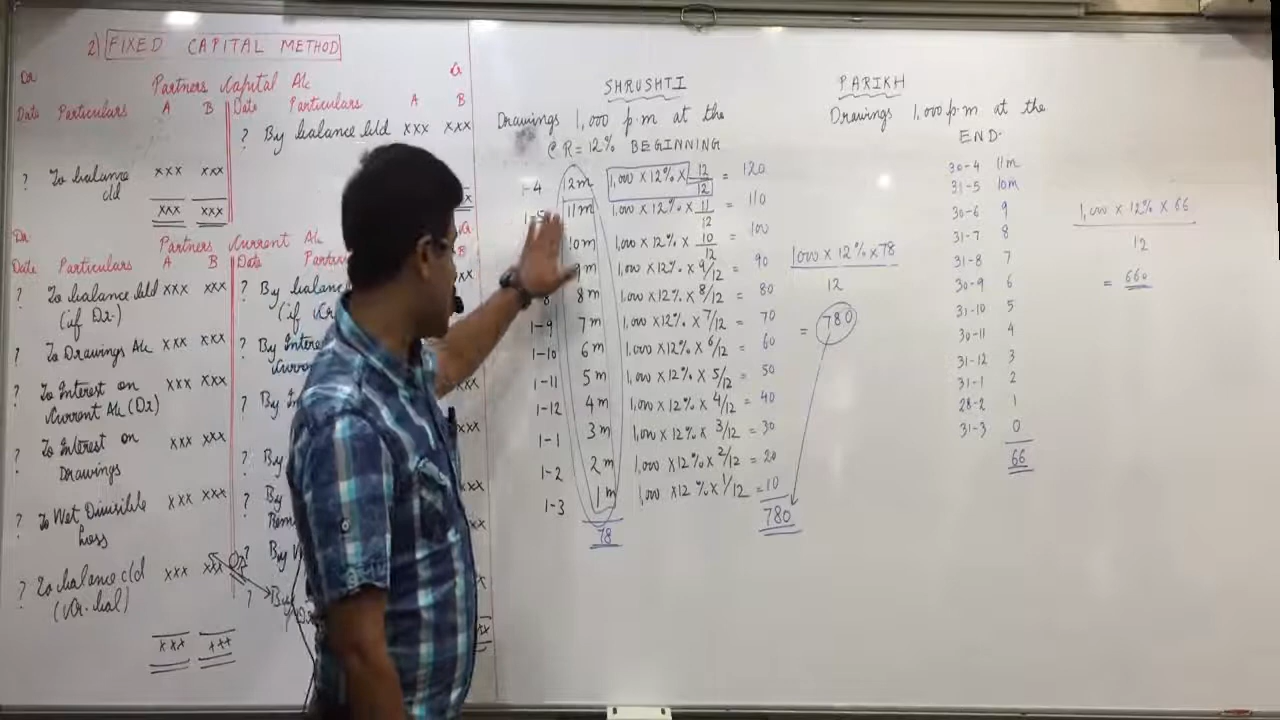 2) FIXED CAPITAL METHOD
Dr
Cr
Partners Capital A/c
Date Particulars A B Date Particulars A B
? By balance b/d xxx xxx
? To balance c/d xxx xxx
xxx xxx
Dr
Partners Current A/c
Date Particulars A B Date
B
? To balance b/d xxx xxx
(if Dr)
? By balance
(if
? To Drawings A/c xxx xxx
? To Interest on xxx xxx
Current A/c (Dr)
? By
xxx
? To Interest on xxx xxx
Drawings
? By
xxx
? To Net Divisible xxx xxx
Loss
? By
? To balance c/d xxx xxx
? By
xxx xxx
SHRUSHTI
Drawings 1,000 p.m at the
@ R = 12% BEGINNING
1-4 12m 1,000 x 12% x 12/12 = 120
11m 1,000 x 12% x 11/12 = 110
10m 1,000 x 12% x 10/12 = 100
9m 1,000 x 12% x 9/12 = 90
8 8m 1,000 x 12% x 8/12 = 80
1-9 7m 1,000 x 12% x 7/12 = 70
1-10 6m 1,000 x 12% x 6/12 = 60
1-11 5m 1,000 x 12% x 5/12 = 50
1-12 4m 1,000 x 12% x 4/12 = 40
1-1 3m 1,000 x 12% x 3/12 = 30
1-2 2m 1,000 x 12% x 2/12 = 20
1-3 1m 1,000 x 12% x 1/12 = 10
78
780
1000 x 12% x 78
12
= 780
PARIKH
Drawings 1,000 p.m at the
END
30-4 11m
31-5 10m
30-6 9
31-7 8
31-8 7
30-9 6
31-10 5
30-11 4
31-12 3
31-1 2
28-2 1
31-3 0
66
1,000 x 12% x 66
12
= 660